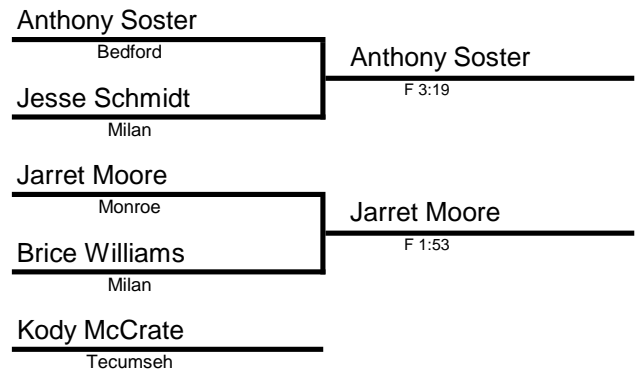 Anthony Soster
Bedford
Anthony Soster
F 3:19
Jesse Schmidt
Milan
Jarret Moore
Monroe
Jarret Moore
F 1:53
Brice Williams
Milan
Kody McCrate
Tecumseh